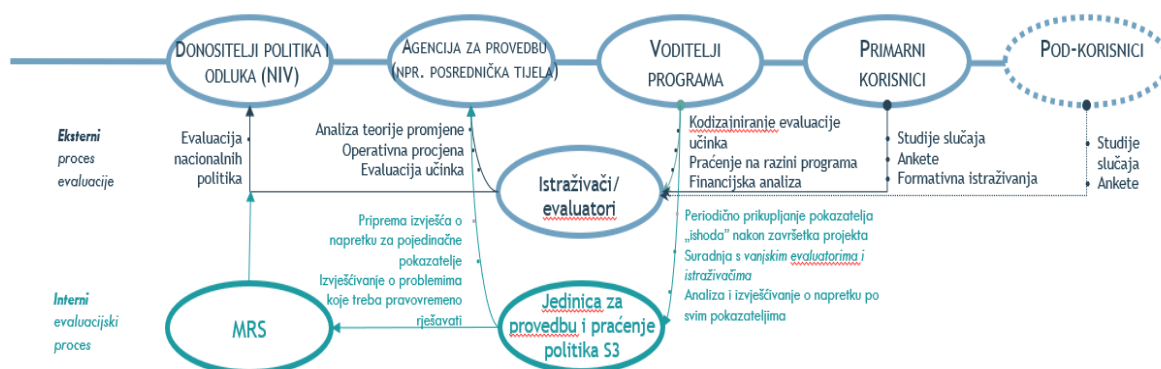 DONOSITELJI POLITIKA I
ODLUKA (NIV)
AGENCIJA ZA PROVEDBU
(NPR. POSREDNIČKA TIJELA)
VODITELJI
PROGRAMA
PRIMARNI
KORISNICI
POD-KORISNICI
Eksterni
proces
evaluacije
Evaluacija
nacionalnih
politika
Analiza teorije promjene
Operativna procjena
Evaluacija učinka
Istraživači/
evaluatori
Kodizajniranje evaluacije
učinka
Praćenje na razini programa
Financijska analiza
Studije slučaja
Ankete
Formativna istraživanja
Studije
slučaja
Ankete
Interni
evaluacijski
proces
MRS
Priprema izvješća o
napretku za pojedinačne
pokazatelje
Izvješćivanje o problemima
koje treba pravovremeno
rješavati
Jedinica za
provedbu i praćenje
politika S3
Periodično prikupljanje pokazatelja
„ishoda” nakon završetka projekta
Suradnja s vanjskim evaluatorima i
istraživačima
Analiza i izvješćivanje o napretku po
svim pokazateljima